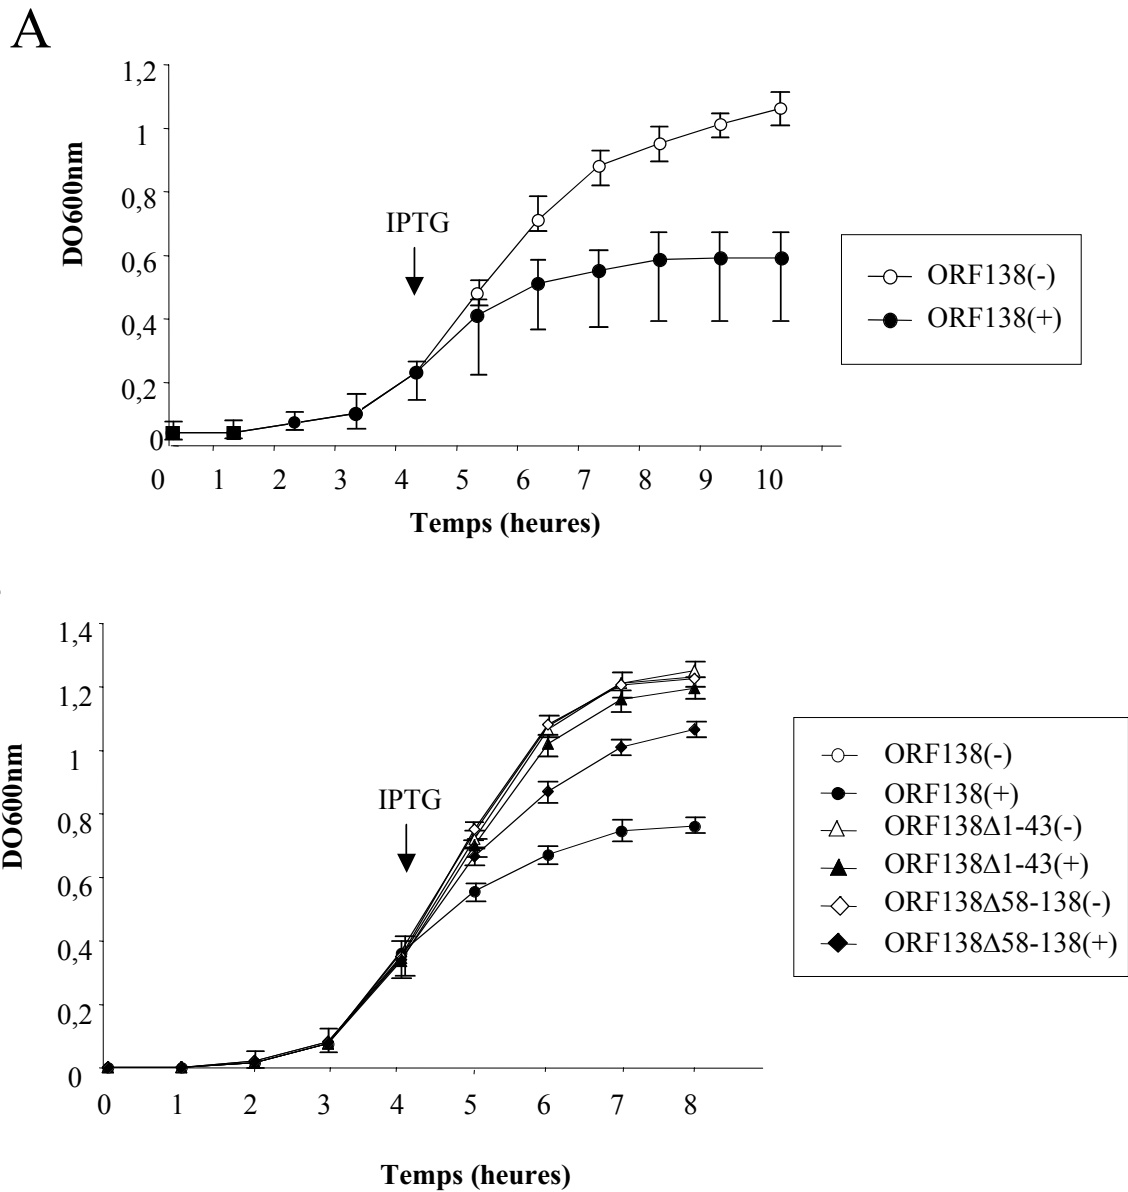 A
1,2
1
0,8
0,6
0,4
0,2
0
DO600nm
IPTG
0 1 2 3 4 5 6 7 8 9 10
Temps (heures)
ORF138(-)
ORF138(+)
1,4
1,2
1
0,8
0,6
0,4
0,2
0
DO600nm
IPTG
0 1 2 3 4 5 6 7 8
Temps (heures)
ORF138(-)
ORF138(+)
ORF138Δ1-43(-)
ORF138Δ1-43(+)
ORF138Δ58-138(-)
ORF138Δ58-138(+)